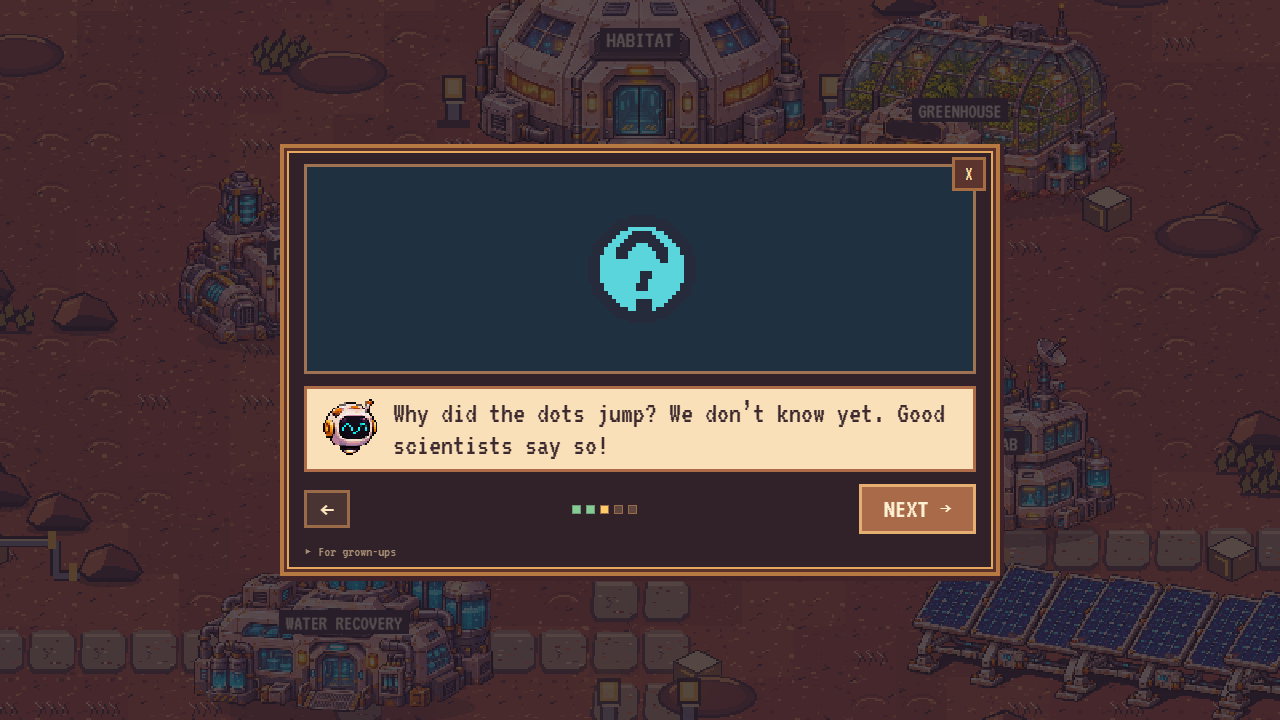 HABITAT
GREENHOUSE
X
Why did the dots jump? We don't know yet. Good
scientists say so!
NEXT →
For grown-ups
WATER RECOVERY